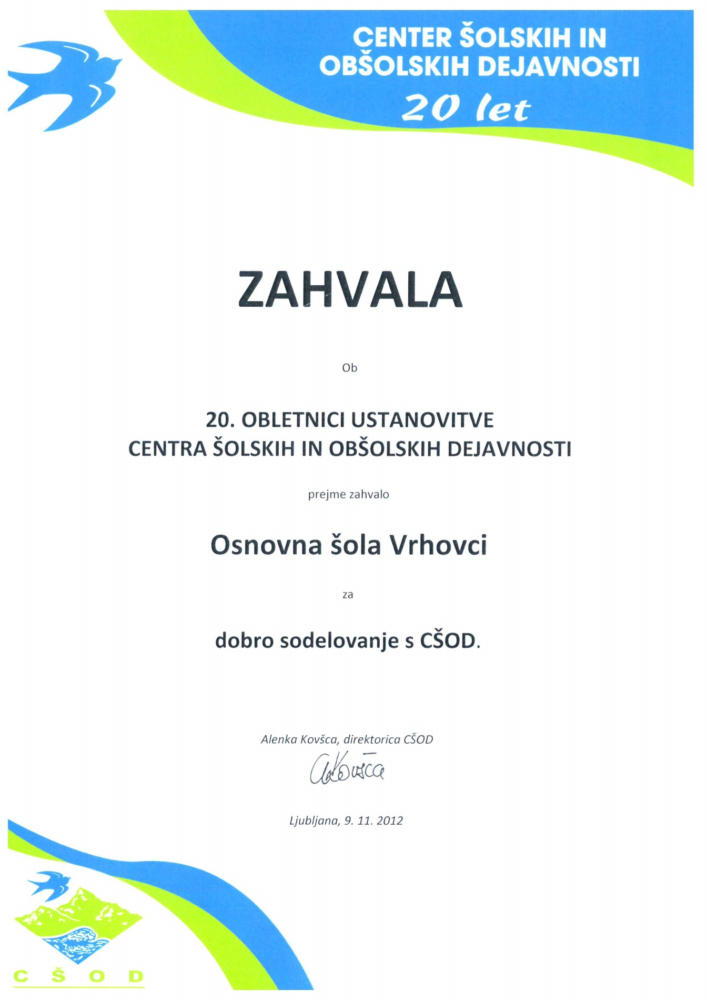 CENTER ŠOLSKIH IN
OBŠOLSKIH DEJAVNOSTI
20 let
ZAHVALA
Ob
20. OBLETNICI USTANOVITVE
CENTRA ŠOLSKIH IN OBŠOLSKIH DEJAVNOSTI
prejme zahvalo
Osnovna šola Vrhovci
za
dobro sodelovanje s CŠOD.
Alenka Kovšca, direktorica CŠOD
AKovšca
Ljubljana, 9. 11. 2012
CŠOD